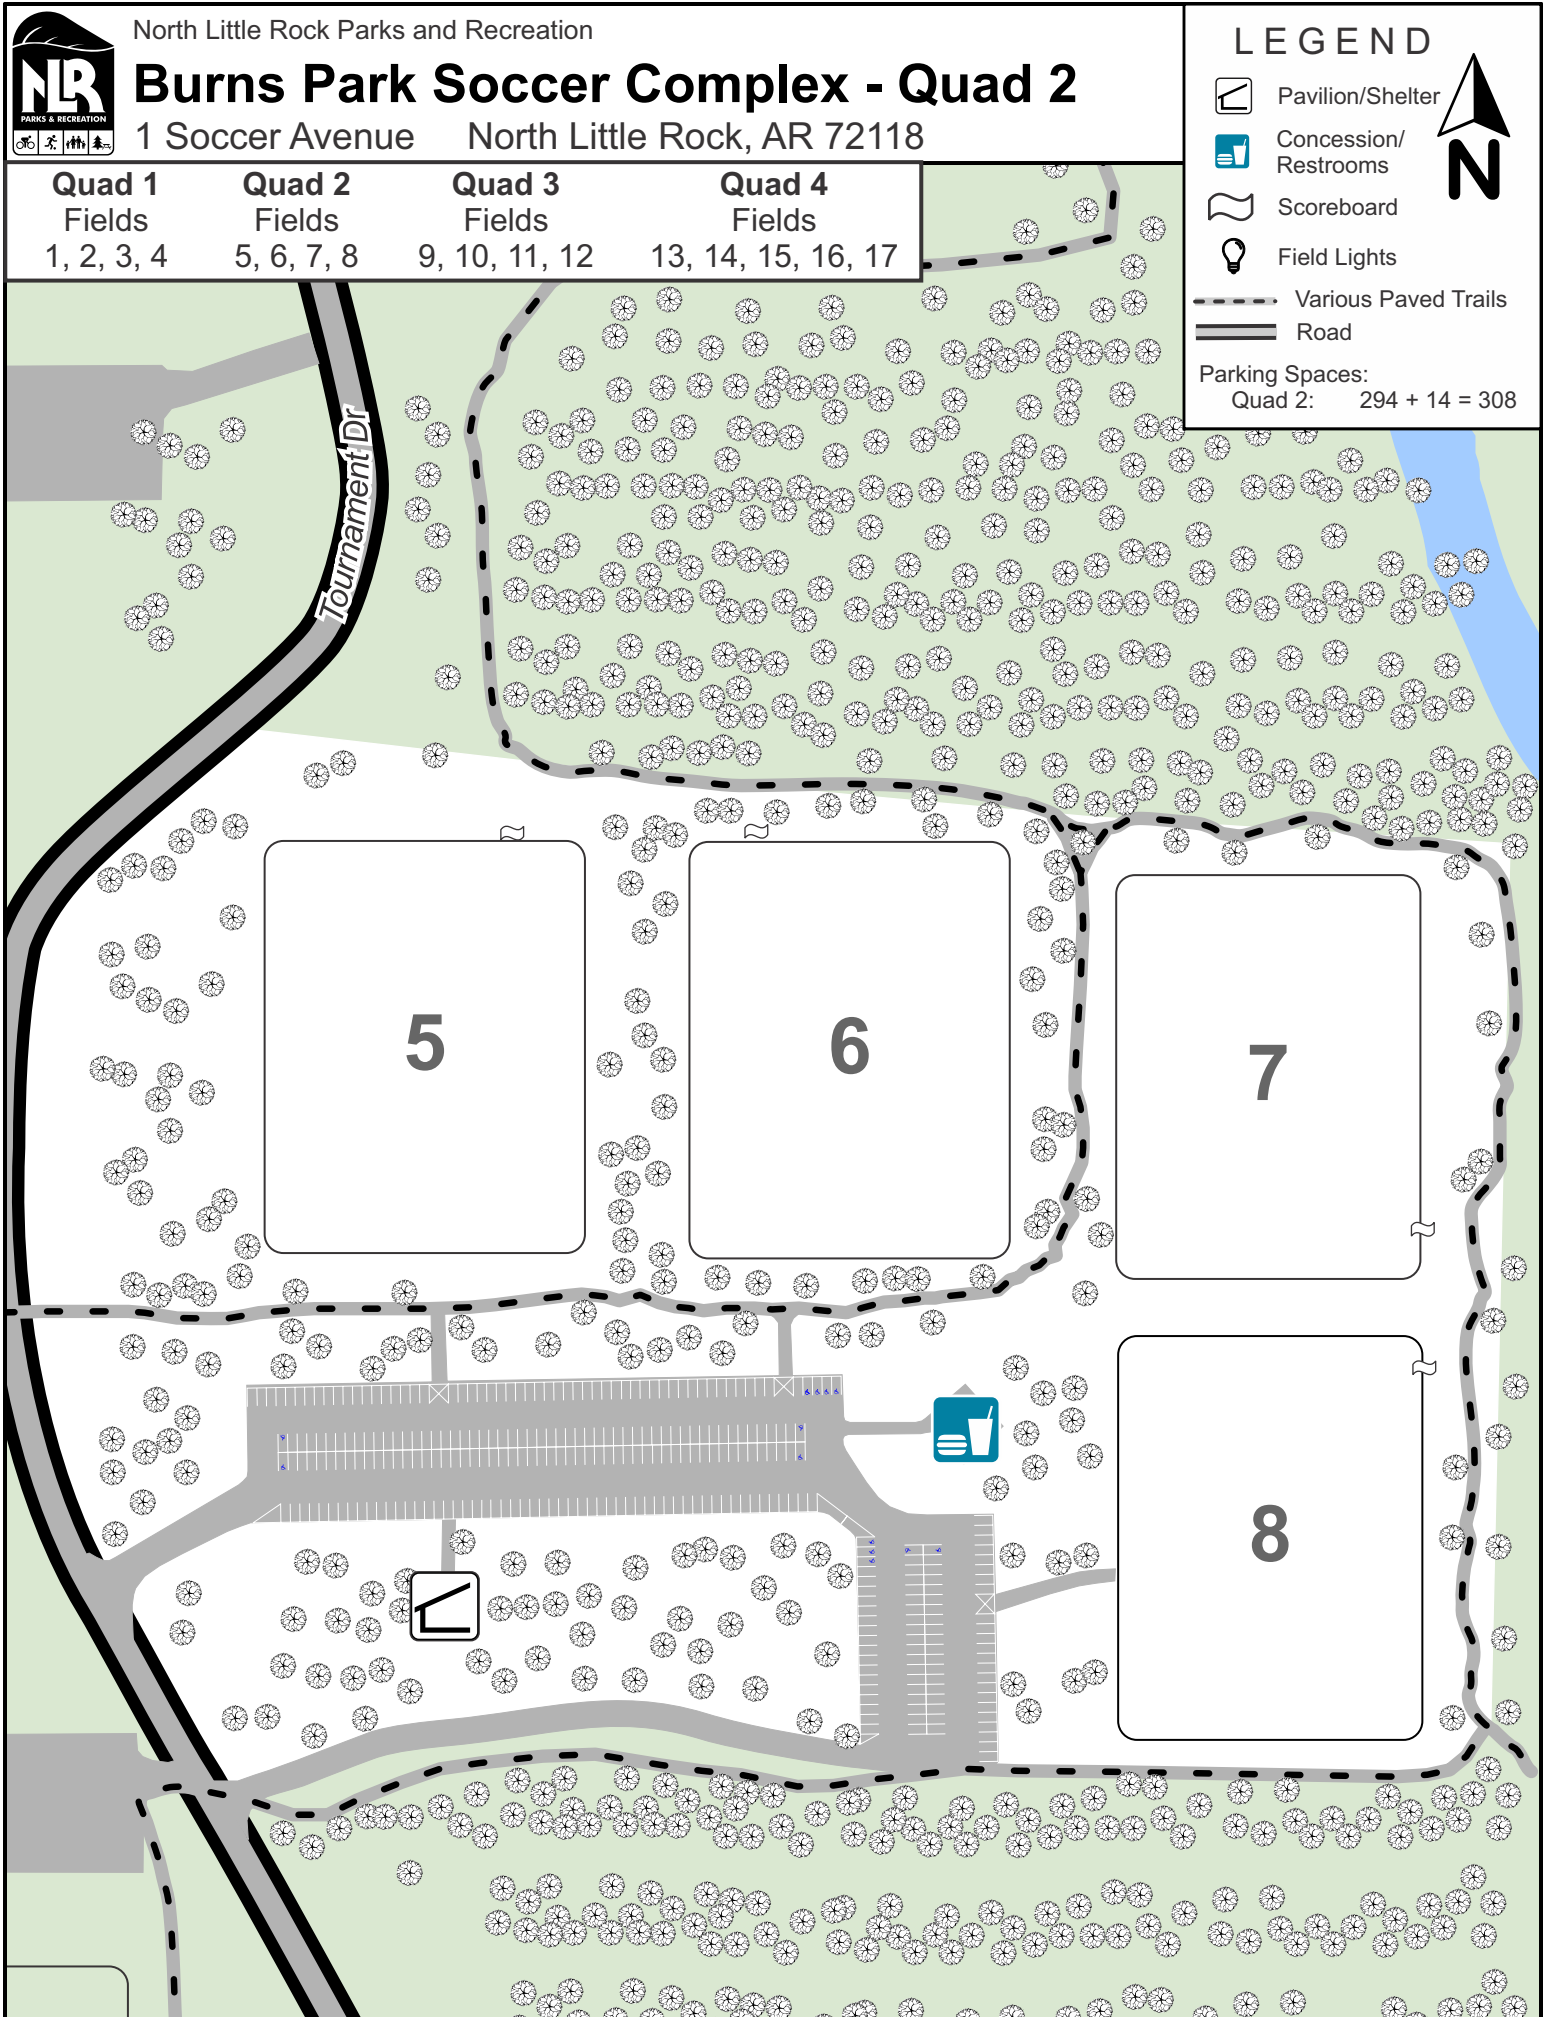 NLR
PARKS & RECREATION
North Little Rock Parks and Recreation
Burns Park Soccer Complex - Quad 2
1 Soccer Avenue North Little Rock, AR 72118
Quad 1 Quad 2 Quad 3 Quad 4
Fields Fields Fields Fields
1, 2, 3, 4 5, 6, 7, 8 9, 10, 11, 12 13, 14, 15, 16, 17
LEGEND
Pavilion/Shelter
Concession/
Restrooms
N
Scoreboard
Field Lights
Various Paved Trails
Road
Parking Spaces:
Quad 2: 294 + 14 = 308
Tournament Dr
5
6
7
8